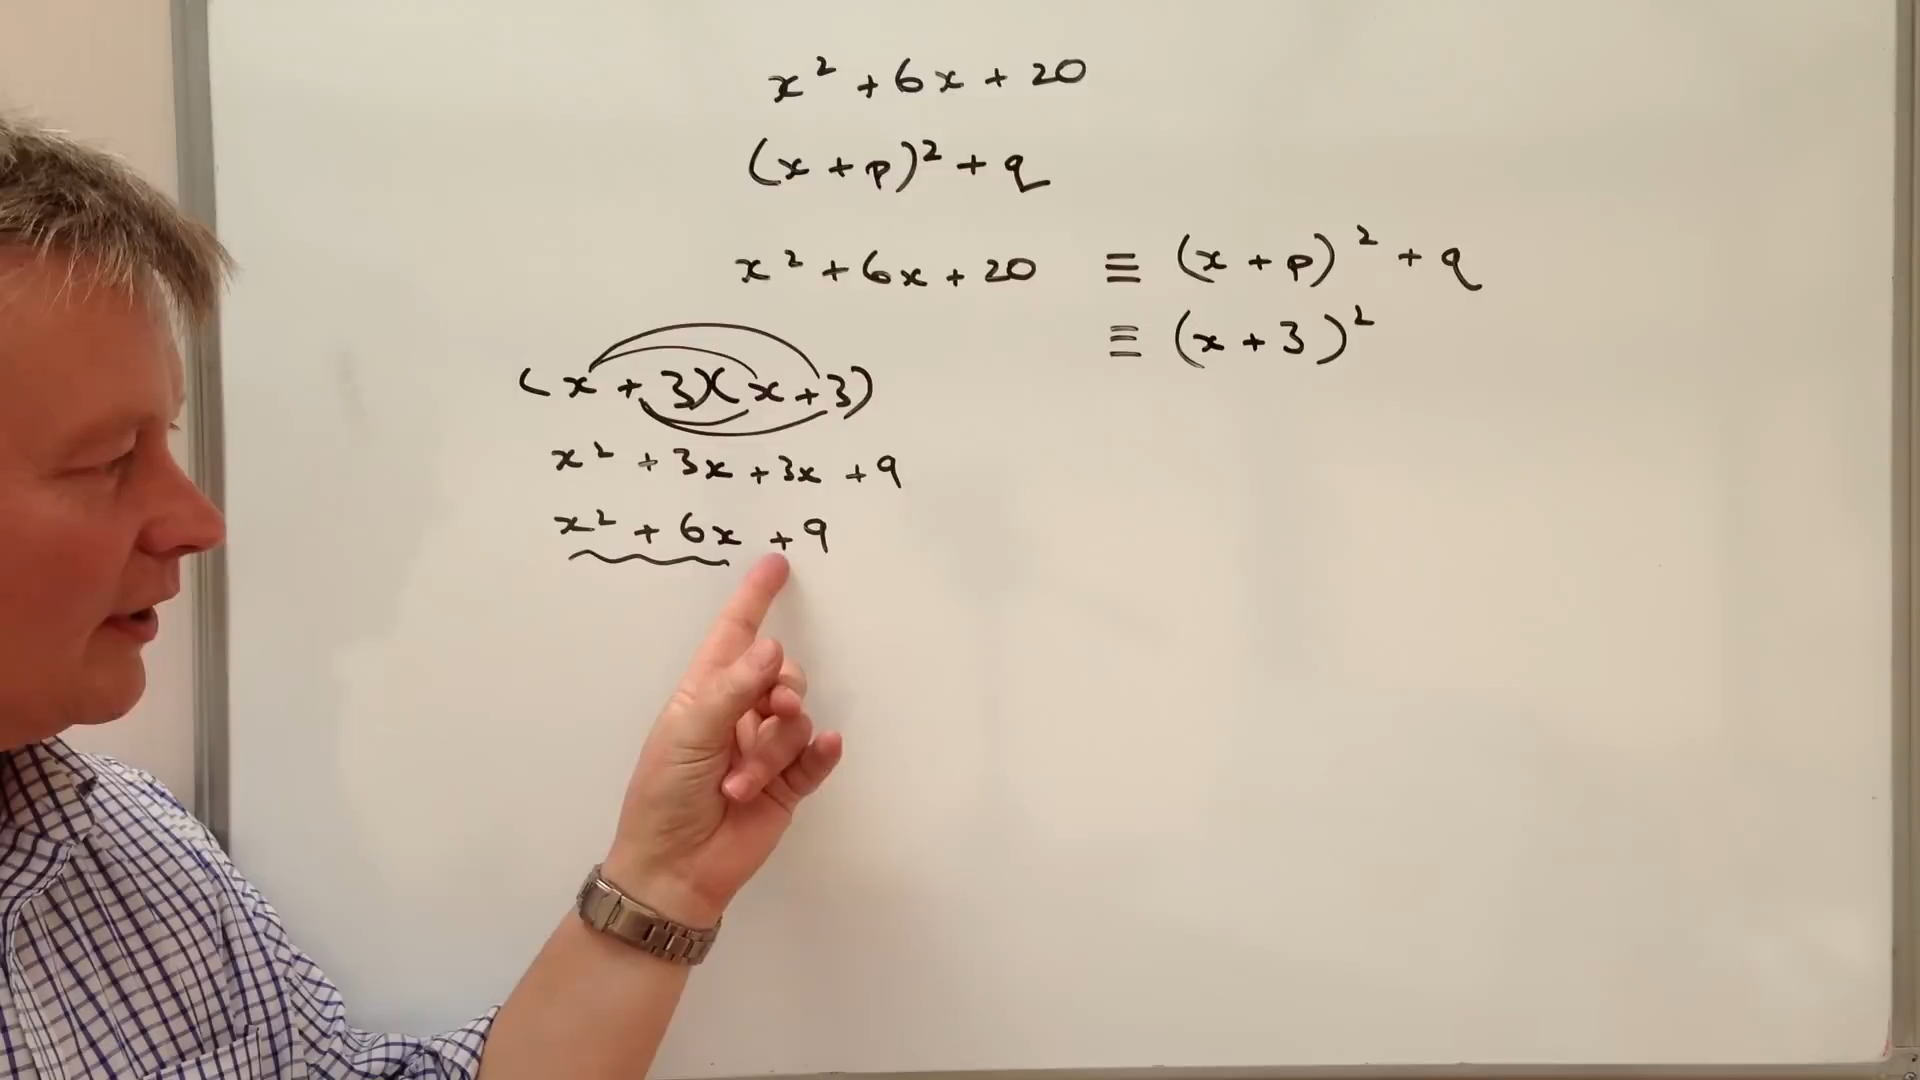 x² + 6x + 20
(x + p)² + q
x² + 6x + 20 ≡ (x + p)² + q
≡ (x + 3)²
(x + 3)(x + 3)
x² + 3x + 3x + 9
x² + 6x + 9